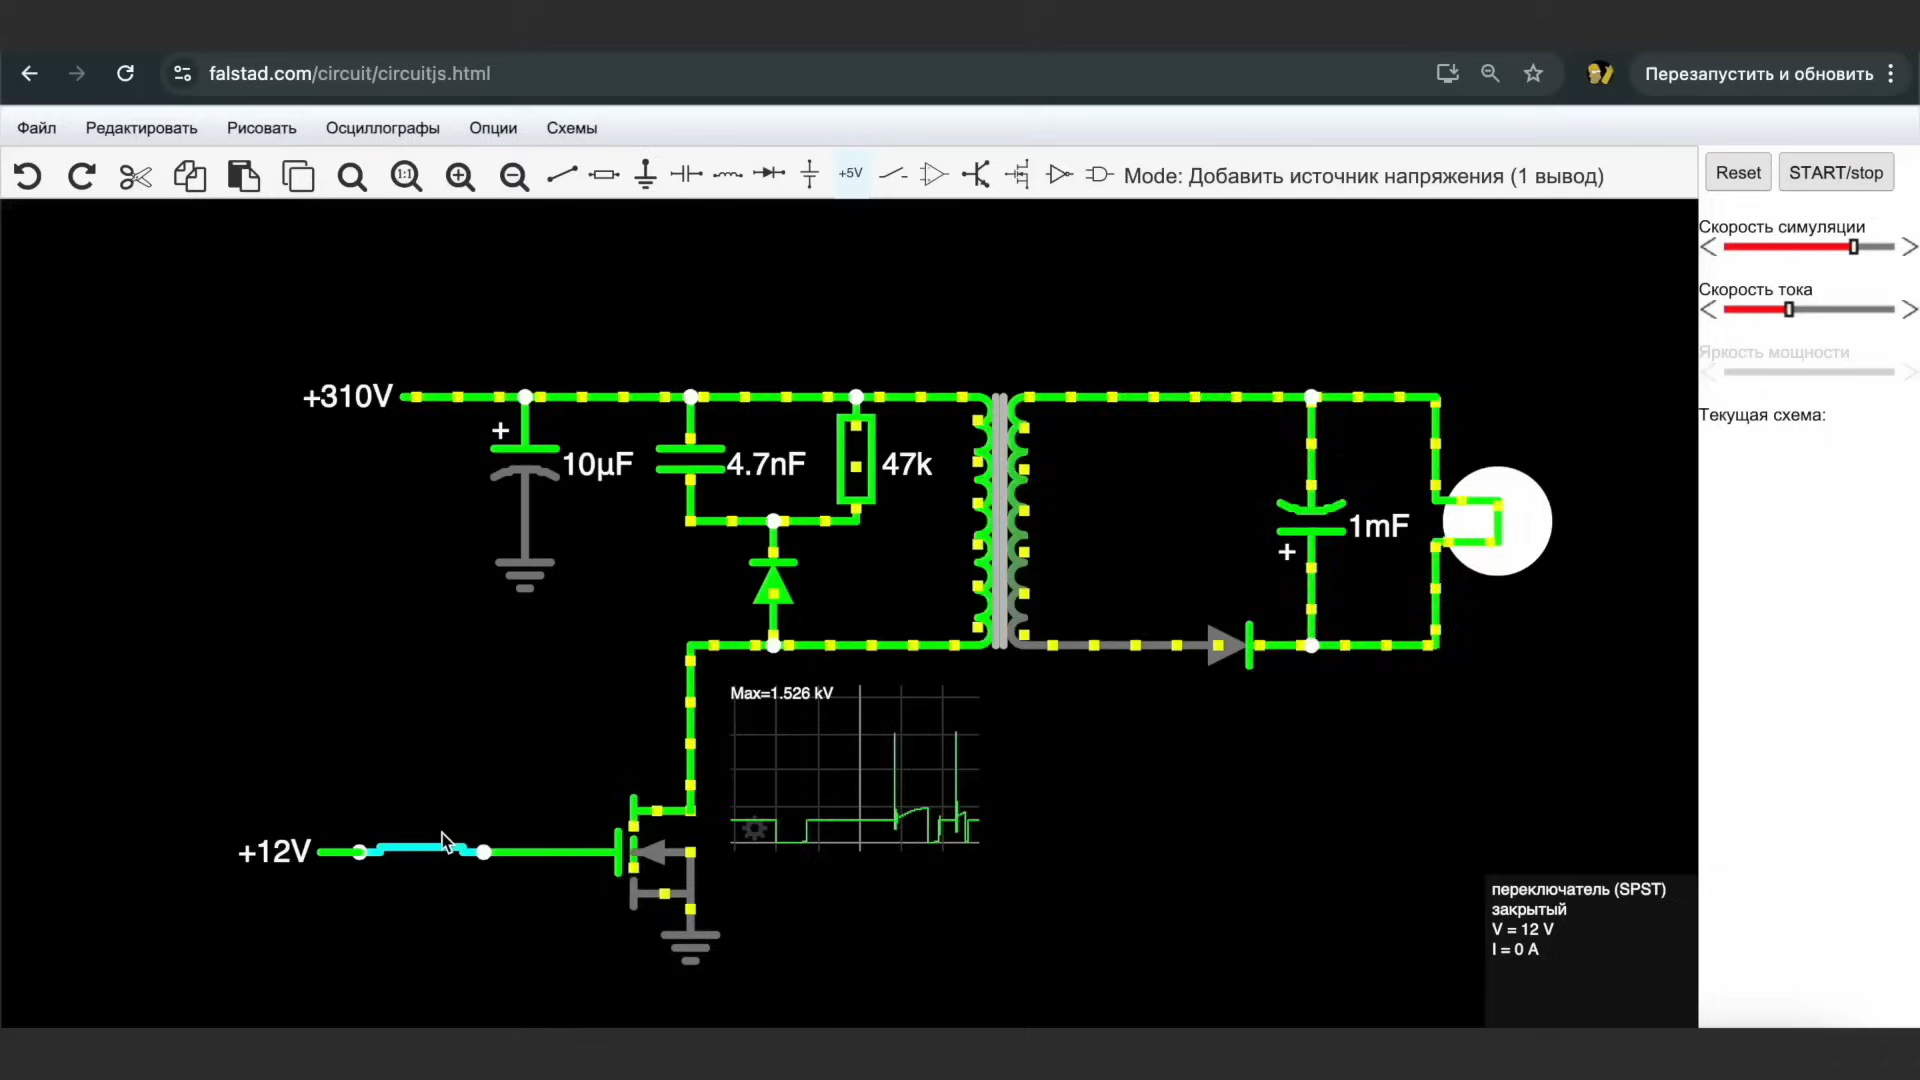 falstad.com/circuit/circuitjs.html
Перезапустить и обновить
Файл Редактировать Рисовать Осциллографы Опции Схемы
1:1 +5V Mode: Добавить источник напряжения (1 вывод)
Reset START/stop
Скорость симуляции
Скорость тока
Яркость мощности
Текущая схема:
+310V
+
10µF
4.7nF
47k
1mF
+
Max=1.526 kV
+12V
переключатель (SPST)
закрытый
V = 12 V
I = 0 A